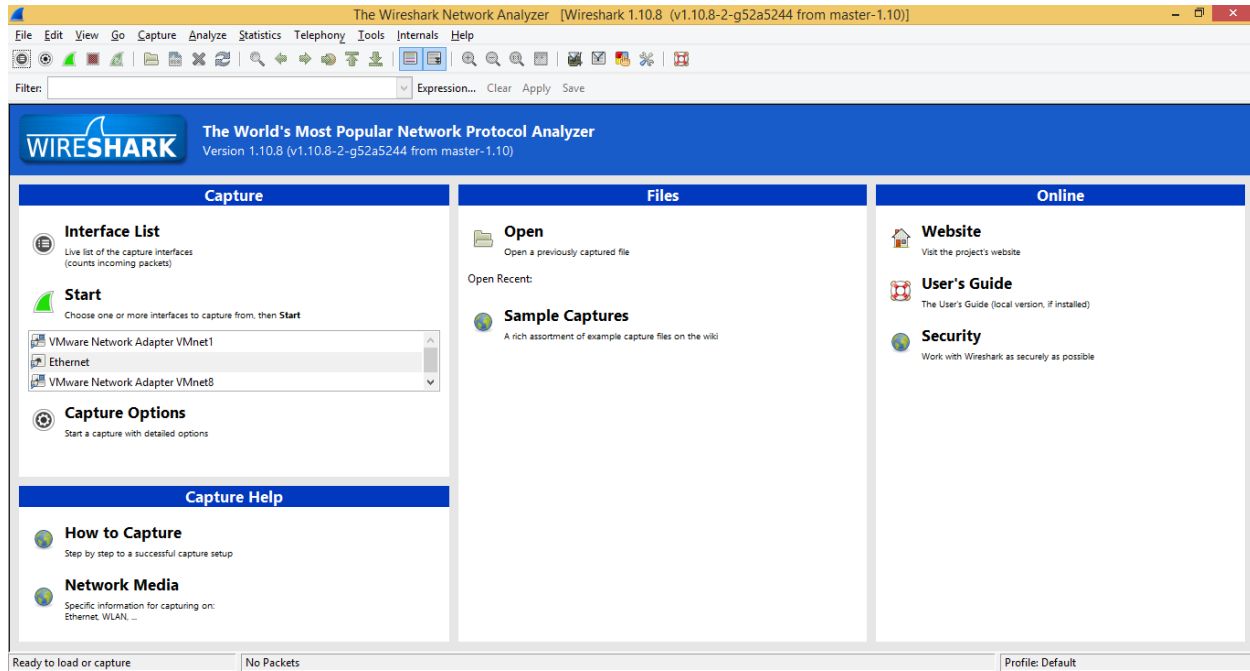 The Wireshark Network Analyzer [Wireshark 1.10.8 (v1.10.8-2-g52a5244 from master-1.10)]
File Edit View Go Capture Analyze Statistics Telephony Tools Internals Help
Filter: Expression... Clear Apply Save
WIRESHARK
The World's Most Popular Network Protocol Analyzer
Version 1.10.8 (v1.10.8-2-g52a5244 from master-1.10)
Capture
Interface List
Live list of the capture interfaces
(counts incoming packets)
Start
Choose one or more interfaces to capture from, then Start
VMware Network Adapter VMnet1
Ethernet
VMware Network Adapter VMnet8
Capture Options
Start a capture with detailed options
Capture Help
How to Capture
Step by step to a successful capture setup
Network Media
Specific information for capturing on:
Ethernet, WLAN, ...
Files
Open
Open a previously captured file
Open Recent:
Sample Captures
A rich assortment of example capture files on the wiki
Online
Website
Visit the project's website
User's Guide
The User's Guide (local version, if installed)
Security
Work with Wireshark as securely as possible
Ready to load or capture
No Packets
Profile: Default